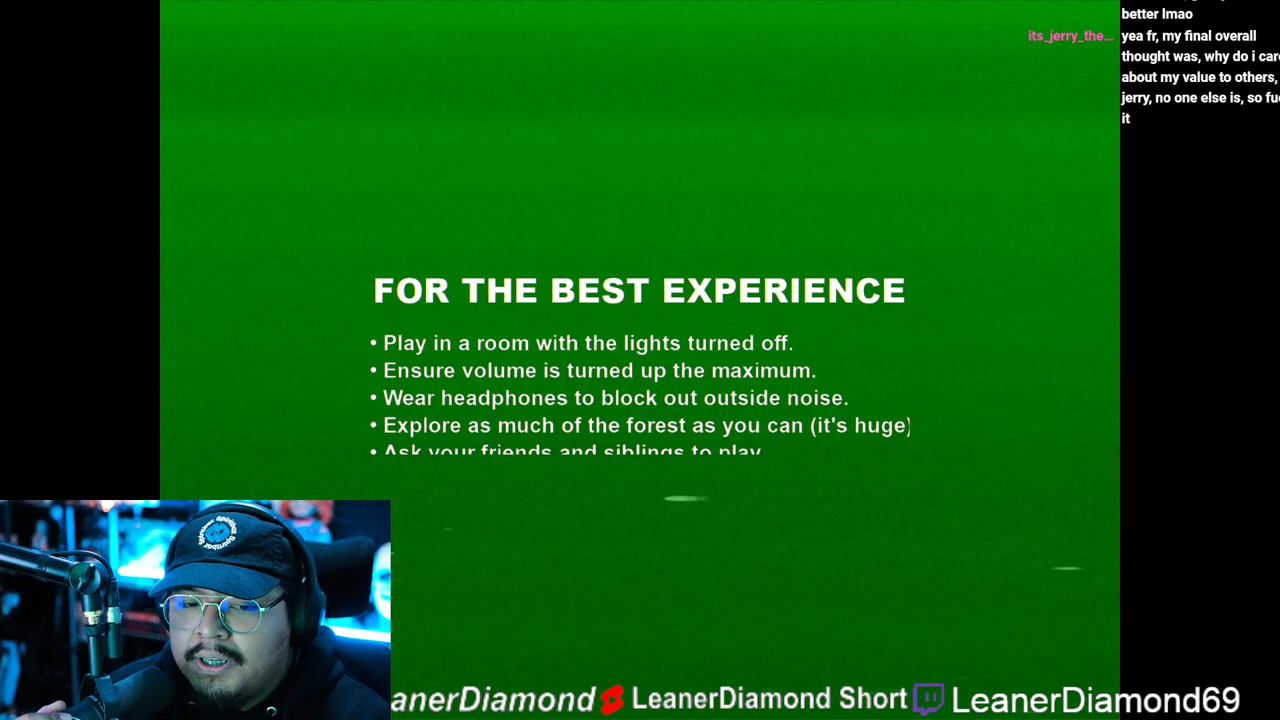 better lmao
its_jerry_the...
yea fr, my final overall
thought was, why do i care
about my value to others,
jerry, no one else is, so
it
FOR THE BEST EXPERIENCE
• Play in a room with the lights turned off.
• Ensure volume is turned up the maximum.
• Wear headphones to block out outside noise.
• Explore as much of the forest as you can (it's huge)
• Ask your friends and siblings to play
anerDiamond
LeanerDiamond Short
LeanerDiamond69